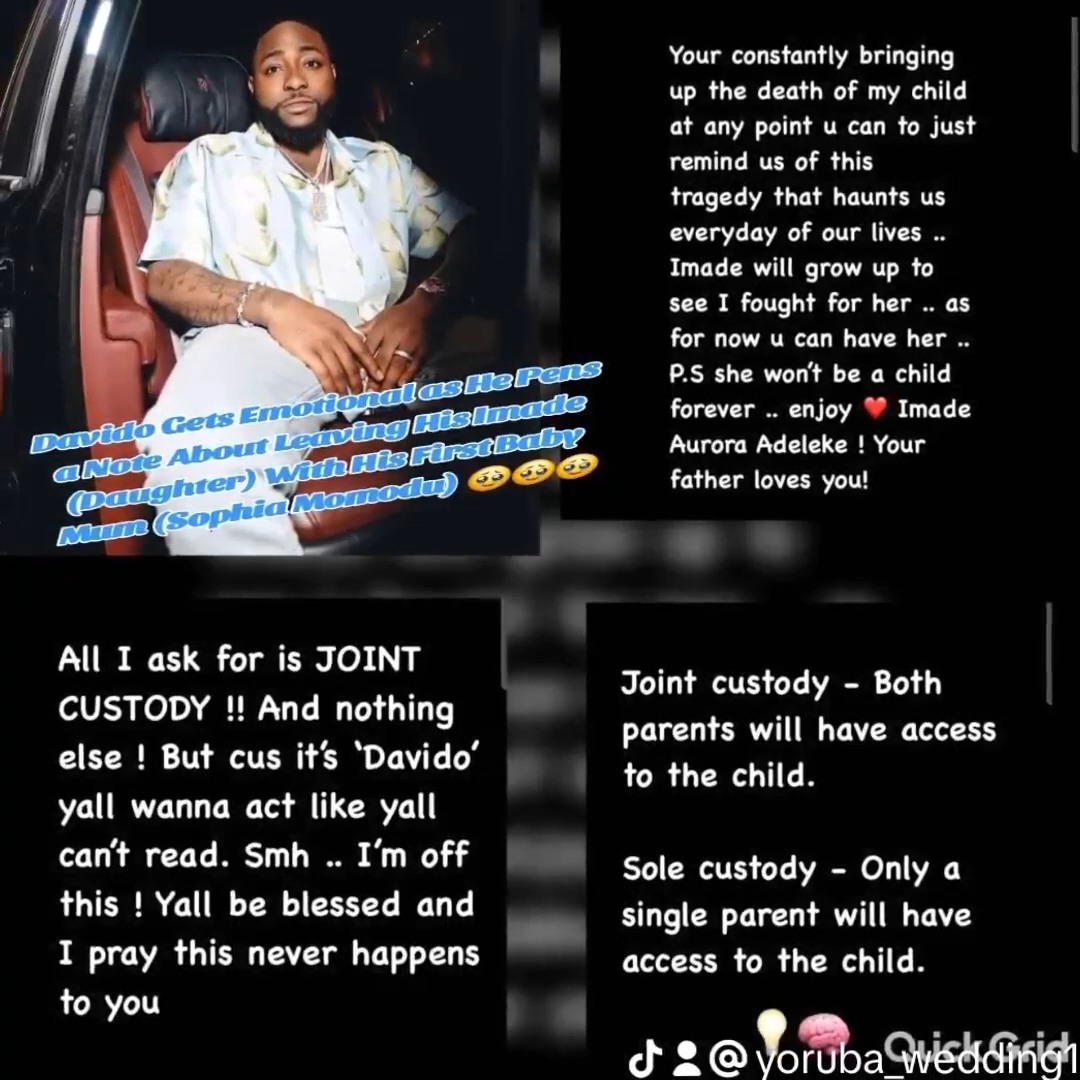 Davido Gets Emotional as He Pens
a Note About Leaving His Imade
(Daughter) With His First Baby
Mum (Sophia Momodu) 🥺🥺🥺
Your constantly bringing
up the death of my child
at any point u can to just
remind us of this
tragedy that haunts us
everyday of our lives ..
Imade will grow up to
see I fought for her .. as
for now u can have her ..
P.S she won't be a child
forever .. enjoy ❤️ Imade
Aurora Adeleke ! Your
father loves you!
All I ask for is JOINT
CUSTODY !! And nothing
else ! But cus it's 'Davido'
yall wanna act like yall
can't read. Smh .. I'm off
this ! Yall be blessed and
I pray this never happens
to you
Joint custody - Both
parents will have access
to the child.
Sole custody - Only a
single parent will have
access to the child.
💡 🧠
Quick Grid
@yoruba_wedding1